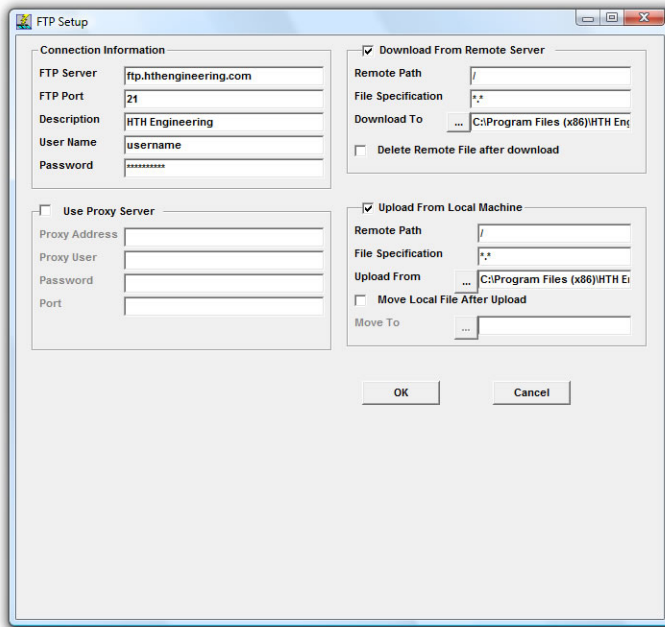 FTP Setup
Connection Information
FTP Server ftp.hthengineering.com
FTP Port 21
Description HTH Engineering
User Name username
Password **********
Use Proxy Server
Proxy Address
Proxy User
Password
Port
Download From Remote Server
Remote Path /
File Specification *.*
Download To ... C:\Program Files (x86)\HTH Eng
Delete Remote File after download
Upload From Local Machine
Remote Path /
File Specification *.*
Upload From ... C:\Program Files (x86)\HTH En
Move Local File After Upload
Move To ...
OK Cancel